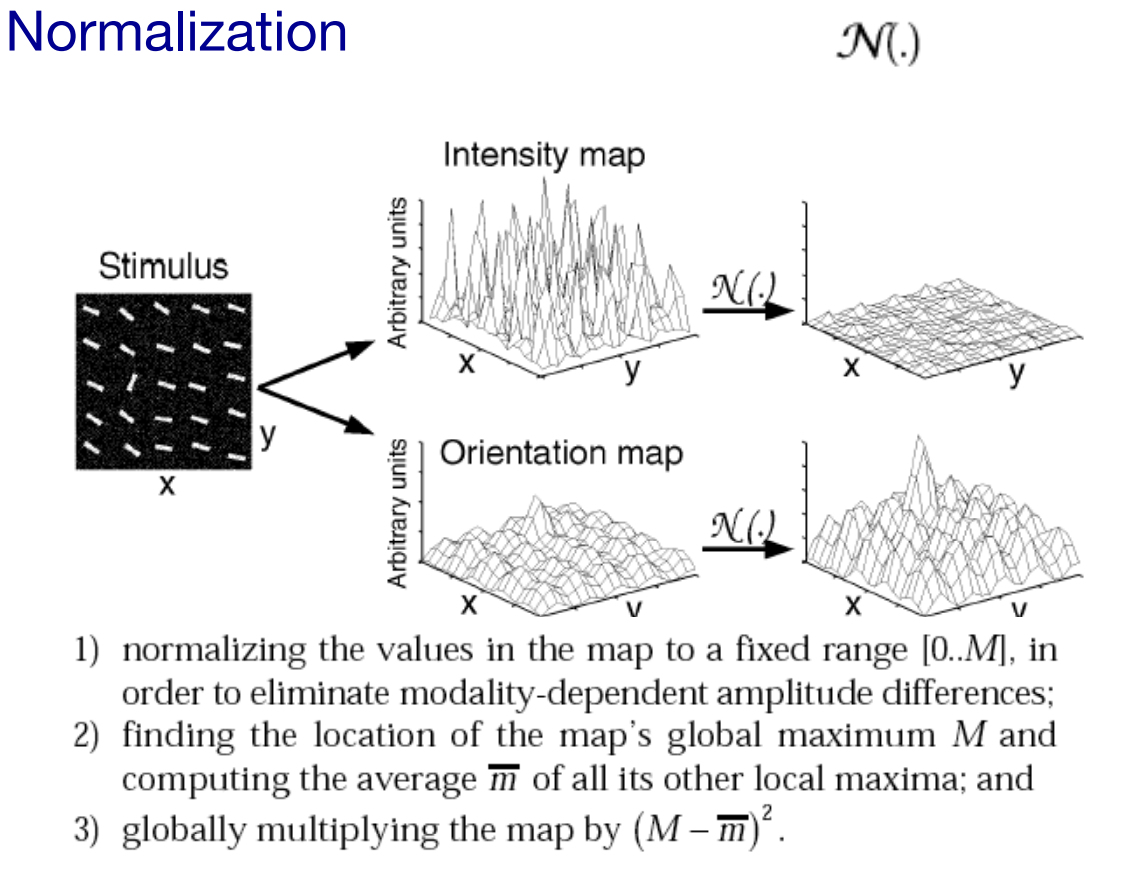 Normalization
𝒩(.)
Intensity map
Stimulus
Arbitrary units
𝒩(.)
x
y
x
y
y
x
Orientation map
Arbitrary units
𝒩(.)
x
y
x
y
1) normalizing the values in the map to a fixed range [0..M], in
order to eliminate modality-dependent amplitude differences;
2) finding the location of the map's global maximum M and
computing the average m̅ of all its other local maxima; and
3) globally multiplying the map by (M – m̅)².